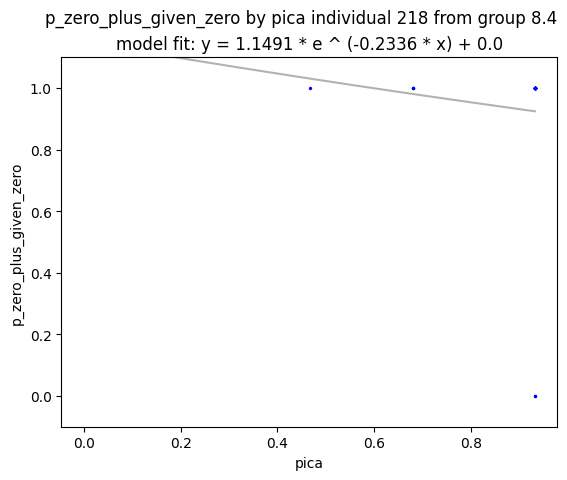 p_zero_plus_given_zero by pica individual 218 from group 8.4
model fit: y = 1.1491 * e ^ (-0.2336 * x) + 0.0
1.0
0.8
0.6
0.4
0.2
0.0
p_zero_plus_given_zero
0.0 0.2 0.4 0.6 0.8
pica